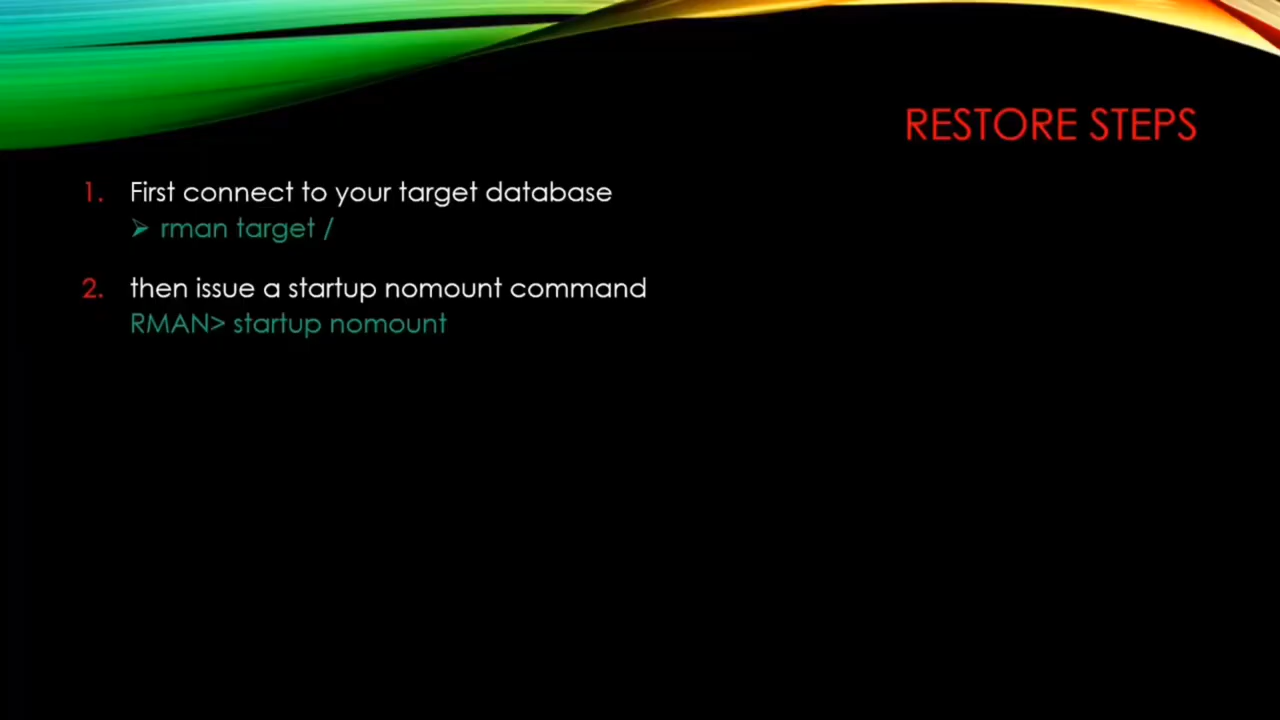 RESTORE STEPS
1. First connect to your target database
➢ rman target /
2. then issue a startup nomount command
RMAN> startup nomount